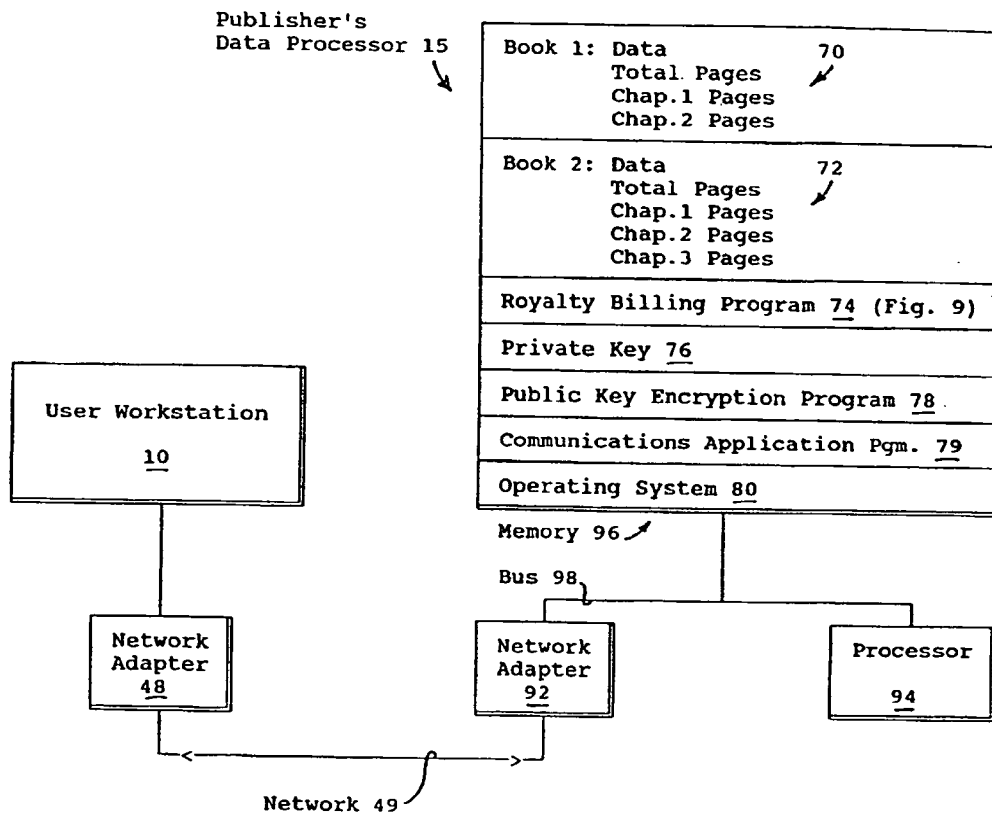 Publisher's
Data Processor 15
Book 1: Data 70
Total Pages
Chap.1 Pages
Chap.2 Pages
Book 2: Data 72
Total Pages
Chap.1 Pages
Chap.2 Pages
Chap.3 Pages
Royalty Billing Program 74 (Fig. 9)
Private Key 76
Public Key Encryption Program 78
Communications Application Pgm. 79
Operating System 80
Memory 96
Bus 98
User Workstation
10
Network
Adapter
48
Network
Adapter
92
Processor
94
Network 49